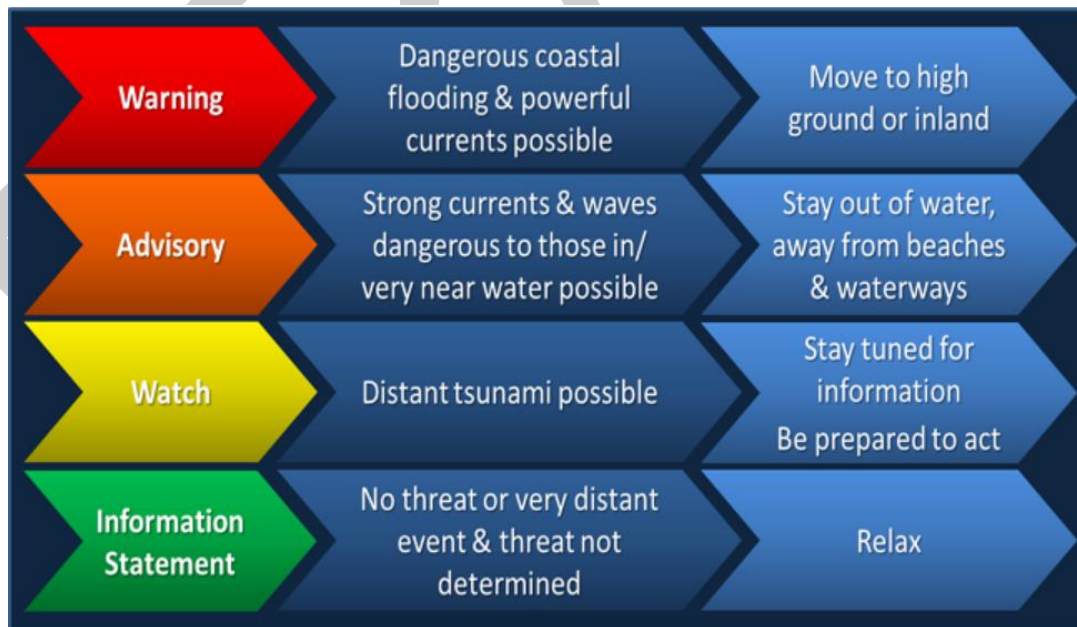 Warning
Dangerous coastal
flooding & powerful
currents possible
Move to high
ground or inland
Advisory
Strong currents & waves
dangerous to those in/
very near water possible
Stay out of water,
away from beaches
& waterways
Watch
Distant tsunami possible
Stay tuned for
information
Be prepared to act
Information
Statement
No threat or very distant
event & threat not
determined
Relax